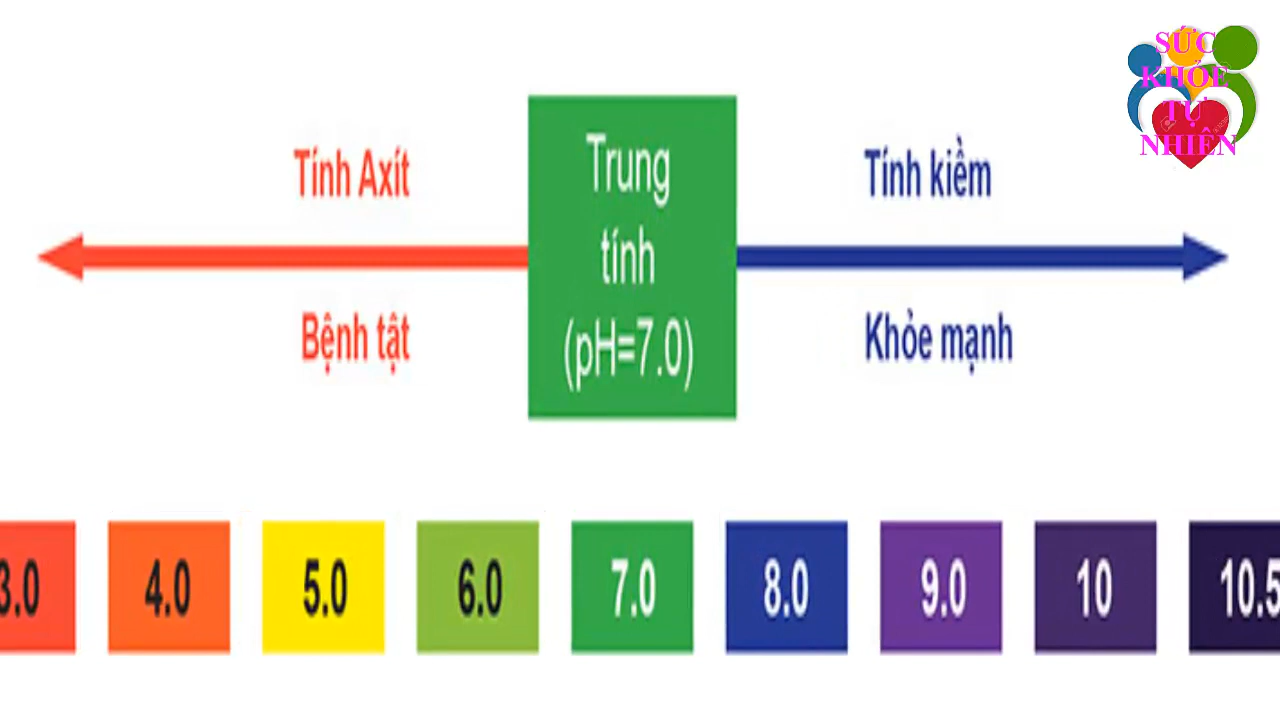 SỨC
KHỎE
TỰ
NHIÊN
Tính Axít
Trung
tính
(pH=7.0)
Tính kiềm
Bệnh tật
Khỏe mạnh
3.0
4.0
5.0
6.0
7.0
8.0
9.0
10
10.5